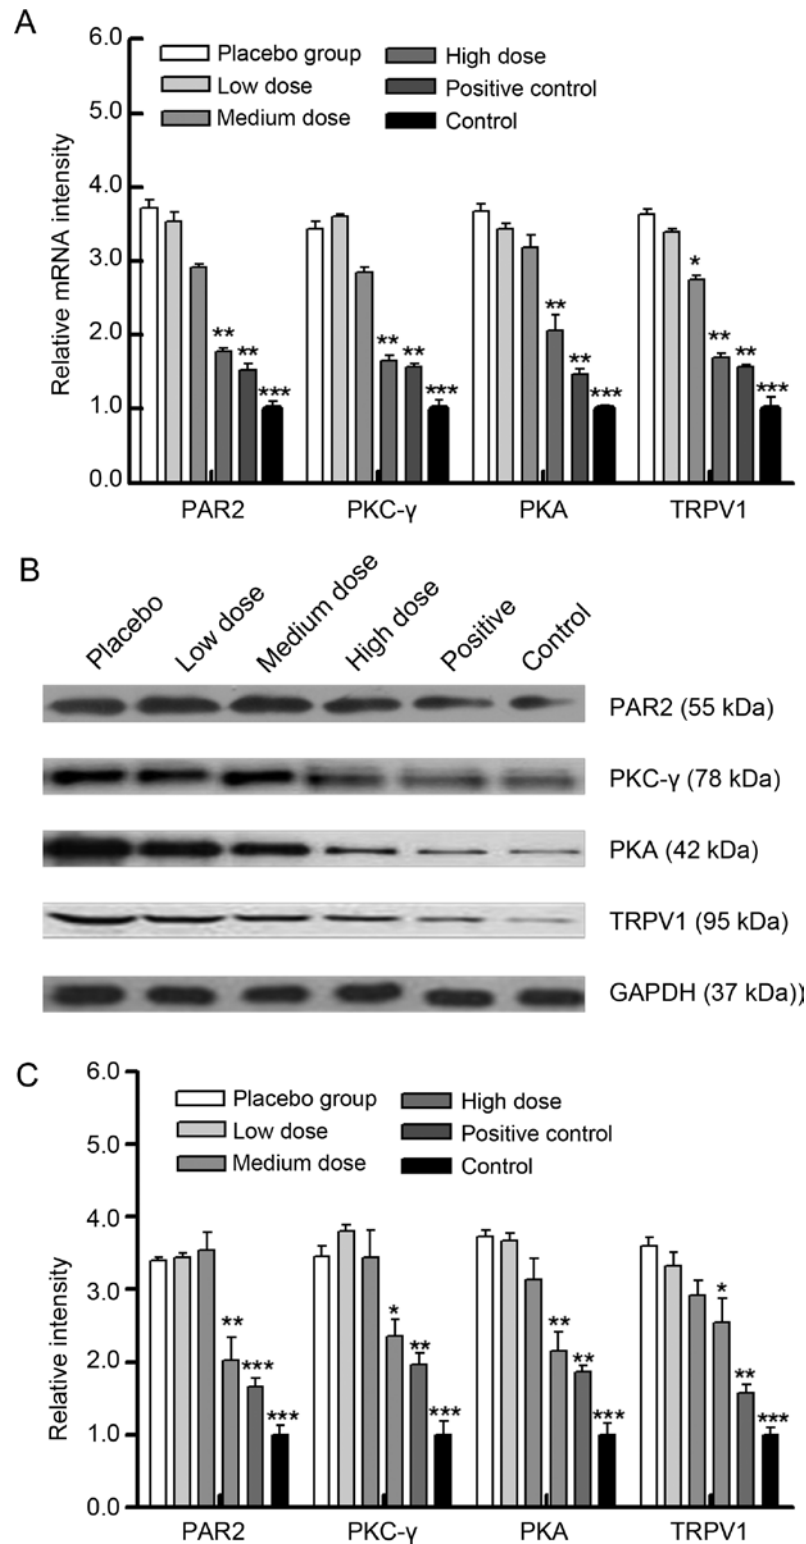 A
6.0
5.0
4.0
3.0
2.0
1.0
0.0
Relative mRNA intensity
Placebo group
Low dose
Medium dose
High dose
Positive control
Control
** ** ***
** ** ***
** ** ***
* ** ** ***
PAR2 PKC-γ PKA TRPV1
B
Placebo Low dose Medium dose High dose Positive Control
PAR2 (55 kDa)
PKC-γ (78 kDa)
PKA (42 kDa)
TRPV1 (95 kDa)
GAPDH (37 kDa))
C
6.0
5.0
4.0
3.0
2.0
1.0
0.0
Relative intensity
Placebo group
Low dose
Medium dose
High dose
Positive control
Control
** *** ***
* ** ***
** ** ***
* ** ***
PAR2 PKC-γ PKA TRPV1